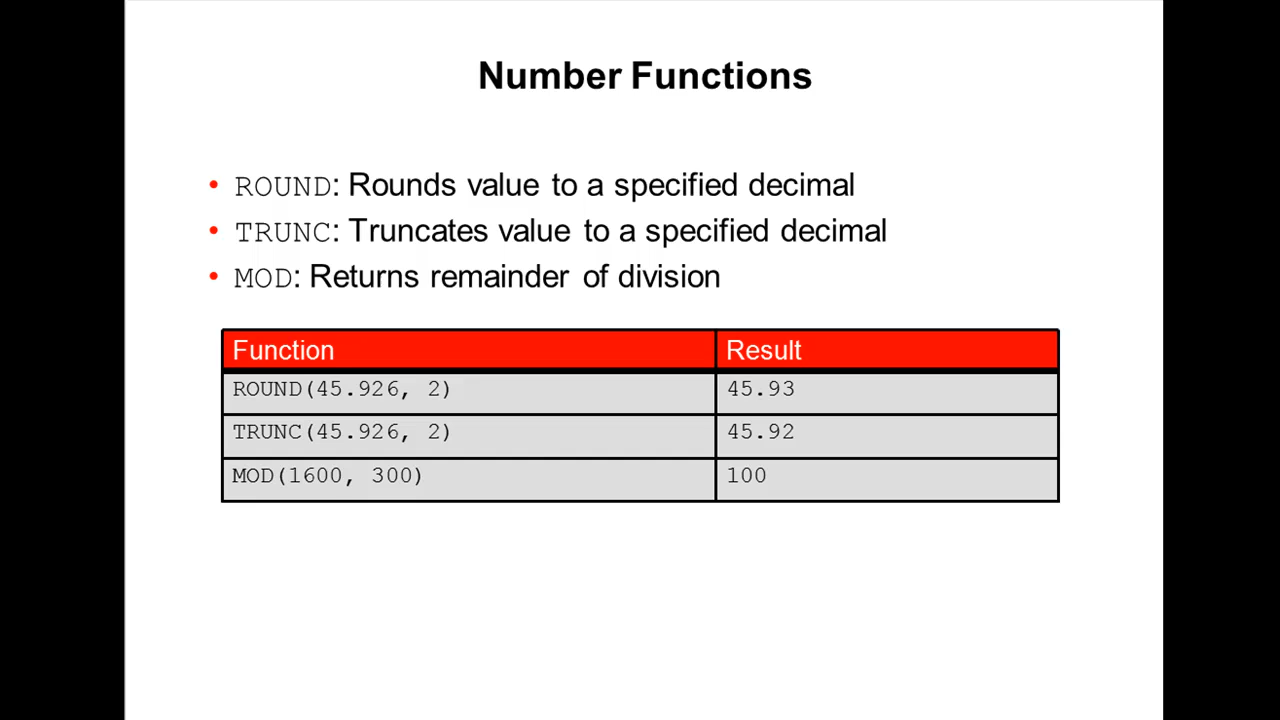 Number Functions
• ROUND: Rounds value to a specified decimal
• TRUNC: Truncates value to a specified decimal
• MOD: Returns remainder of division
Function Result
ROUND(45.926, 2) 45.93
TRUNC(45.926, 2) 45.92
MOD(1600, 300) 100